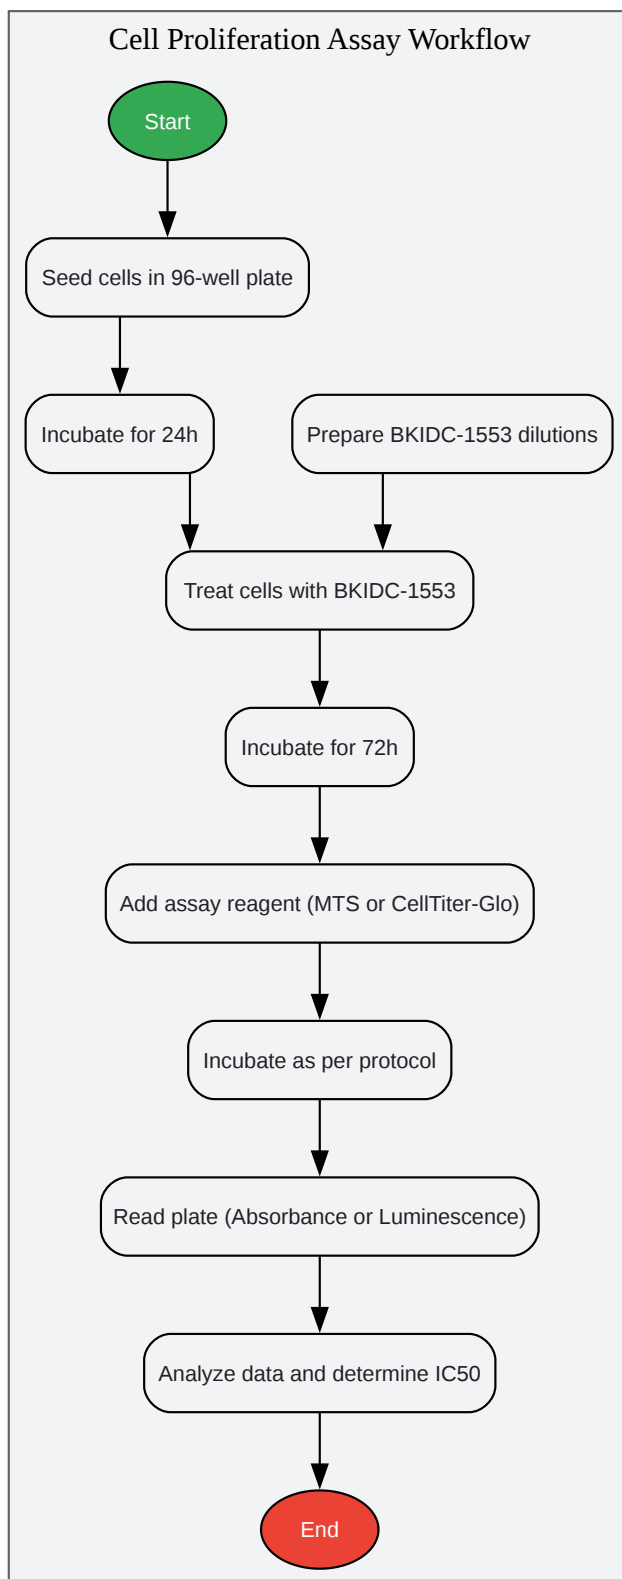 Cell Proliferation Assay Workflow
Start
Seed cells in 96-well plate
Incubate for 24h
Prepare BKIDC-1553 dilutions
Treat cells with BKIDC-1553
Incubate for 72h
Add assay reagent (MTS or CellTiter-Glo)
Incubate as per protocol
Read plate (Absorbance or Luminescence)
Analyze data and determine IC50
End